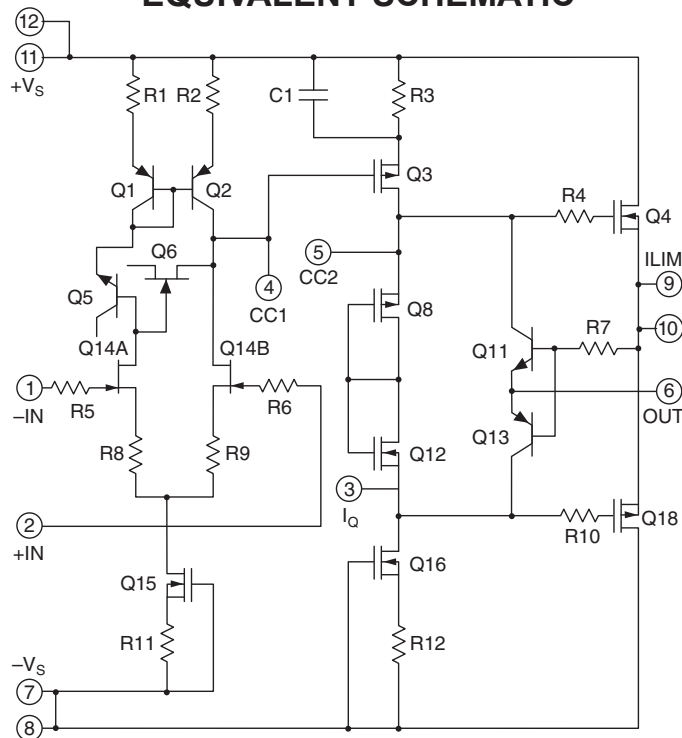 EQUIVALENT SCHEMATIC
12
11
+VS
R1
R2
C1
R3
Q1
Q2
Q3
R4
Q4
Q6
5
CC2
ILIM
9
4
CC1
Q5
Q8
10
Q14A
Q14B
Q11
R7
1
–IN
R5
R6
6
OUT
R8
R9
Q12
Q13
3
IQ
2
+IN
R10
Q18
Q15
Q16
R11
R12
–VS
7
8